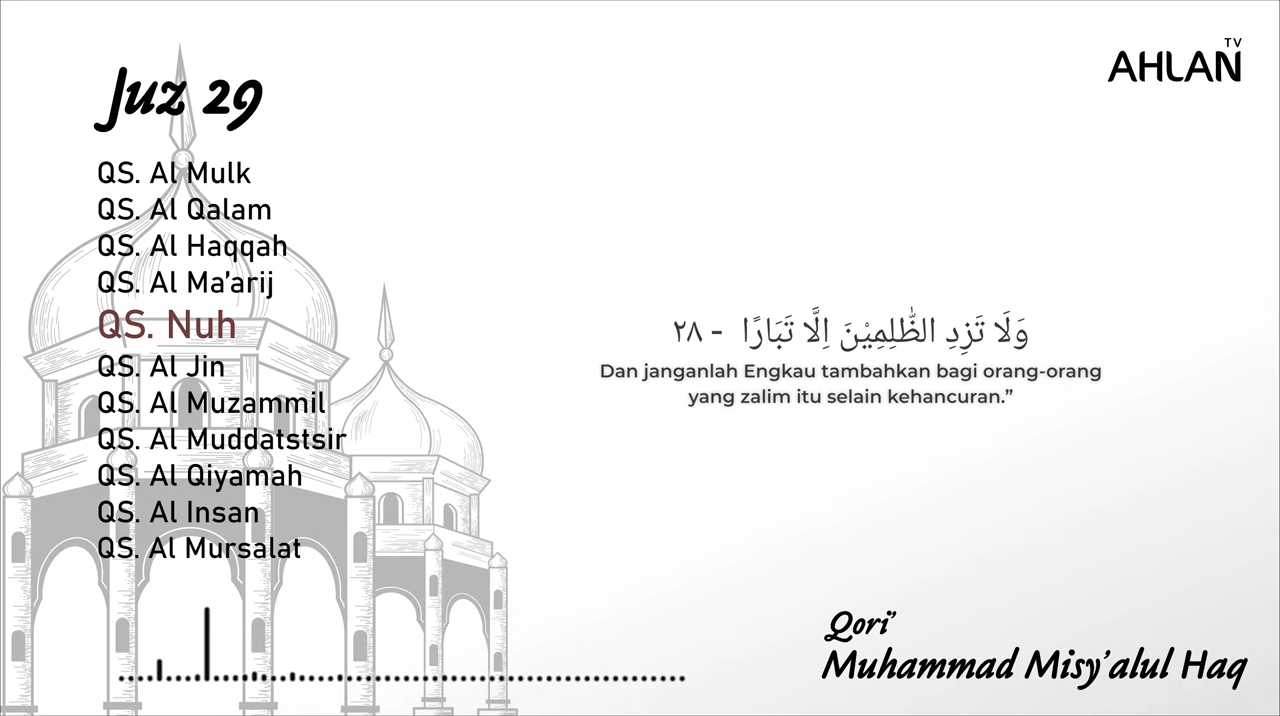 Juz 29
QS. Al Mulk
QS. Al Qalam
QS. Al Haqqah
QS. Al Ma’arij
QS. Nuh
QS. Al Jin
QS. Al Muzammil
QS. Al Muddatstsir
QS. Al Qiyamah
QS. Al Insan
QS. Al Mursalat
TV
AHLAN
وَلَا تَزِدِ الظّٰلِمِيْنَ اِلَّا تَبَارًا - ٢٨
Dan janganlah Engkau tambahkan bagi orang-orang
yang zalim itu selain kehancuran.”
Qori’
Muhammad Misy’alul Haq